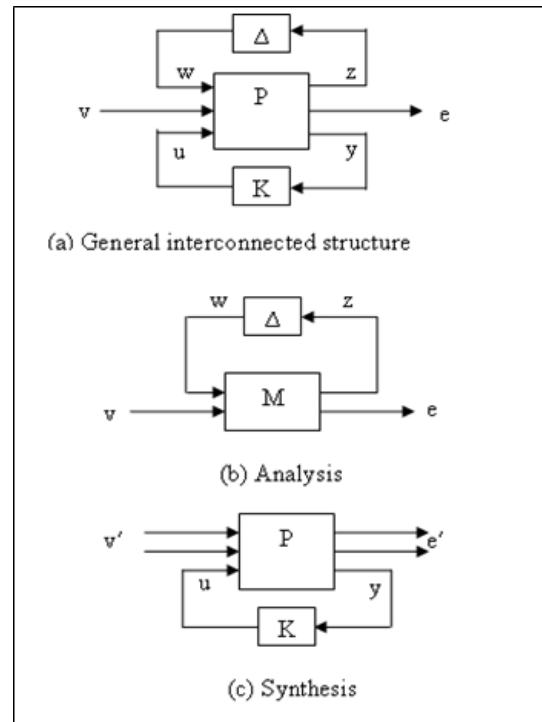 Δ
w z
P
v e
u y
K
(a) General interconnected structure
w Δ z
M
v e
(b) Analysis
P
v′ e′
u y
K
(c) Synthesis